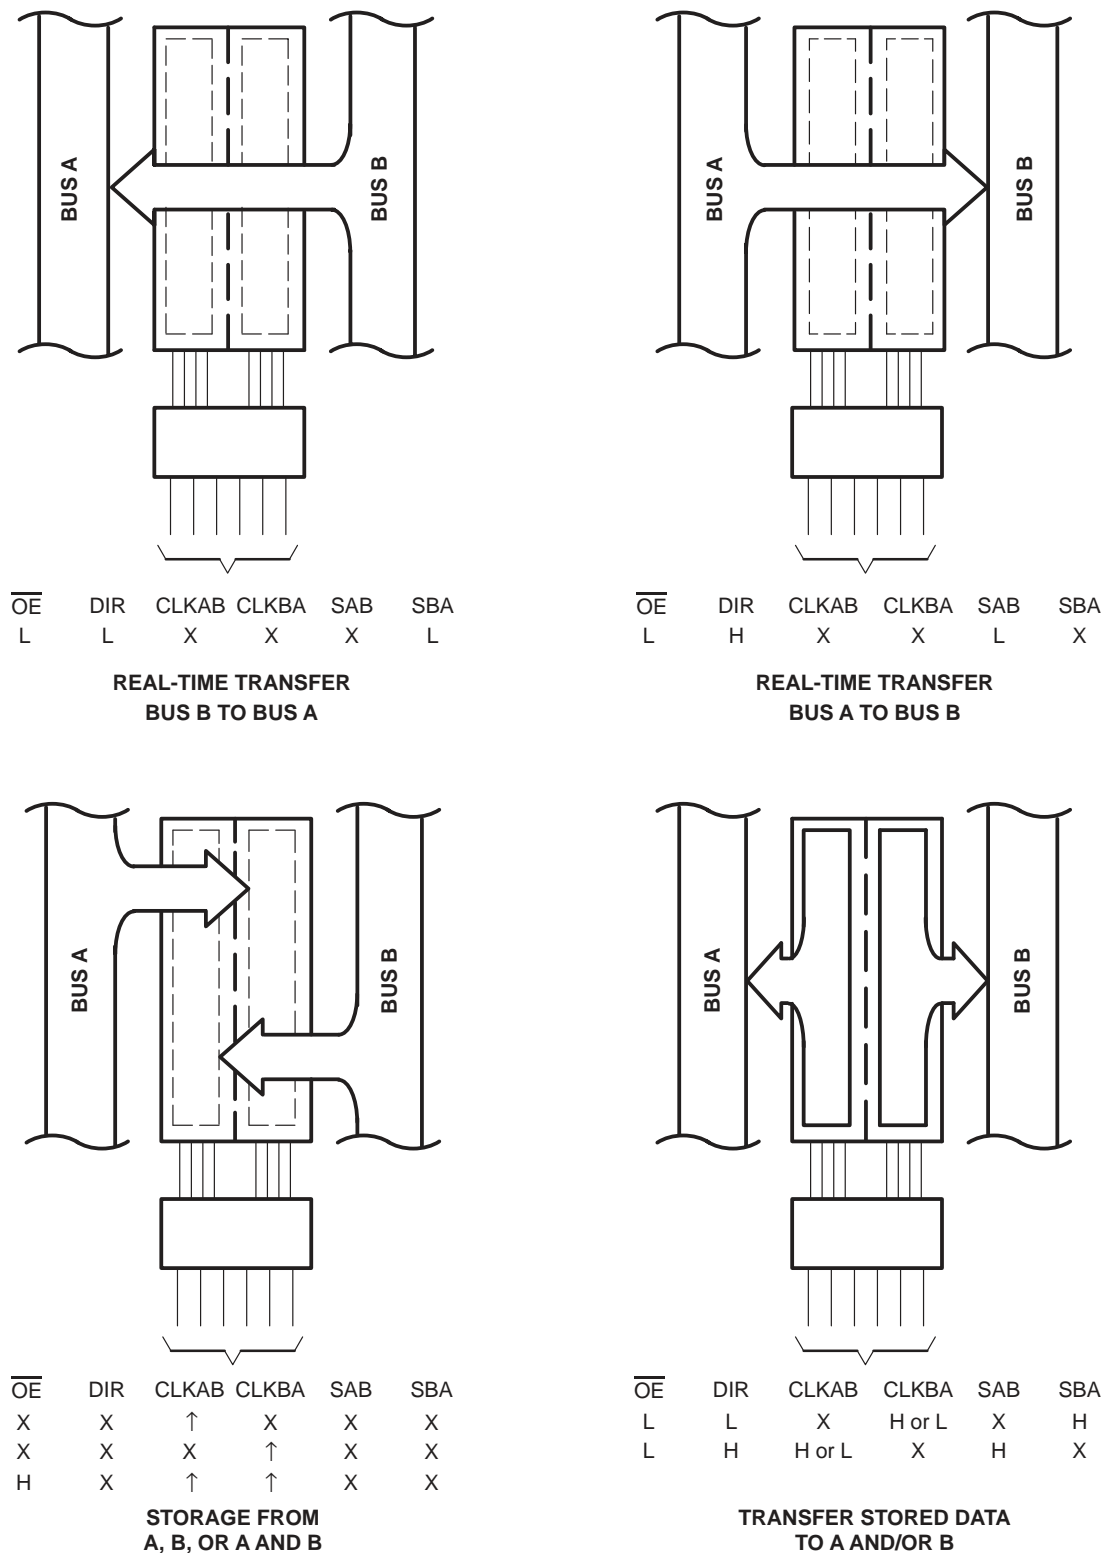 BUS A
BUS B
OE DIR CLKAB CLKBA SAB SBA
L L X X X L
REAL-TIME TRANSFER
BUS B TO BUS A
BUS A
BUS B
OE DIR CLKAB CLKBA SAB SBA
L H X X L X
REAL-TIME TRANSFER
BUS A TO BUS B
BUS A
BUS B
OE DIR CLKAB CLKBA SAB SBA
X X ↑ X X X
X X X ↑ X X
H X ↑ ↑ X X
STORAGE FROM
A, B, OR A AND B
BUS A
BUS B
OE DIR CLKAB CLKBA SAB SBA
L L X H or L X H
L H H or L X H X
TRANSFER STORED DATA
TO A AND/OR B